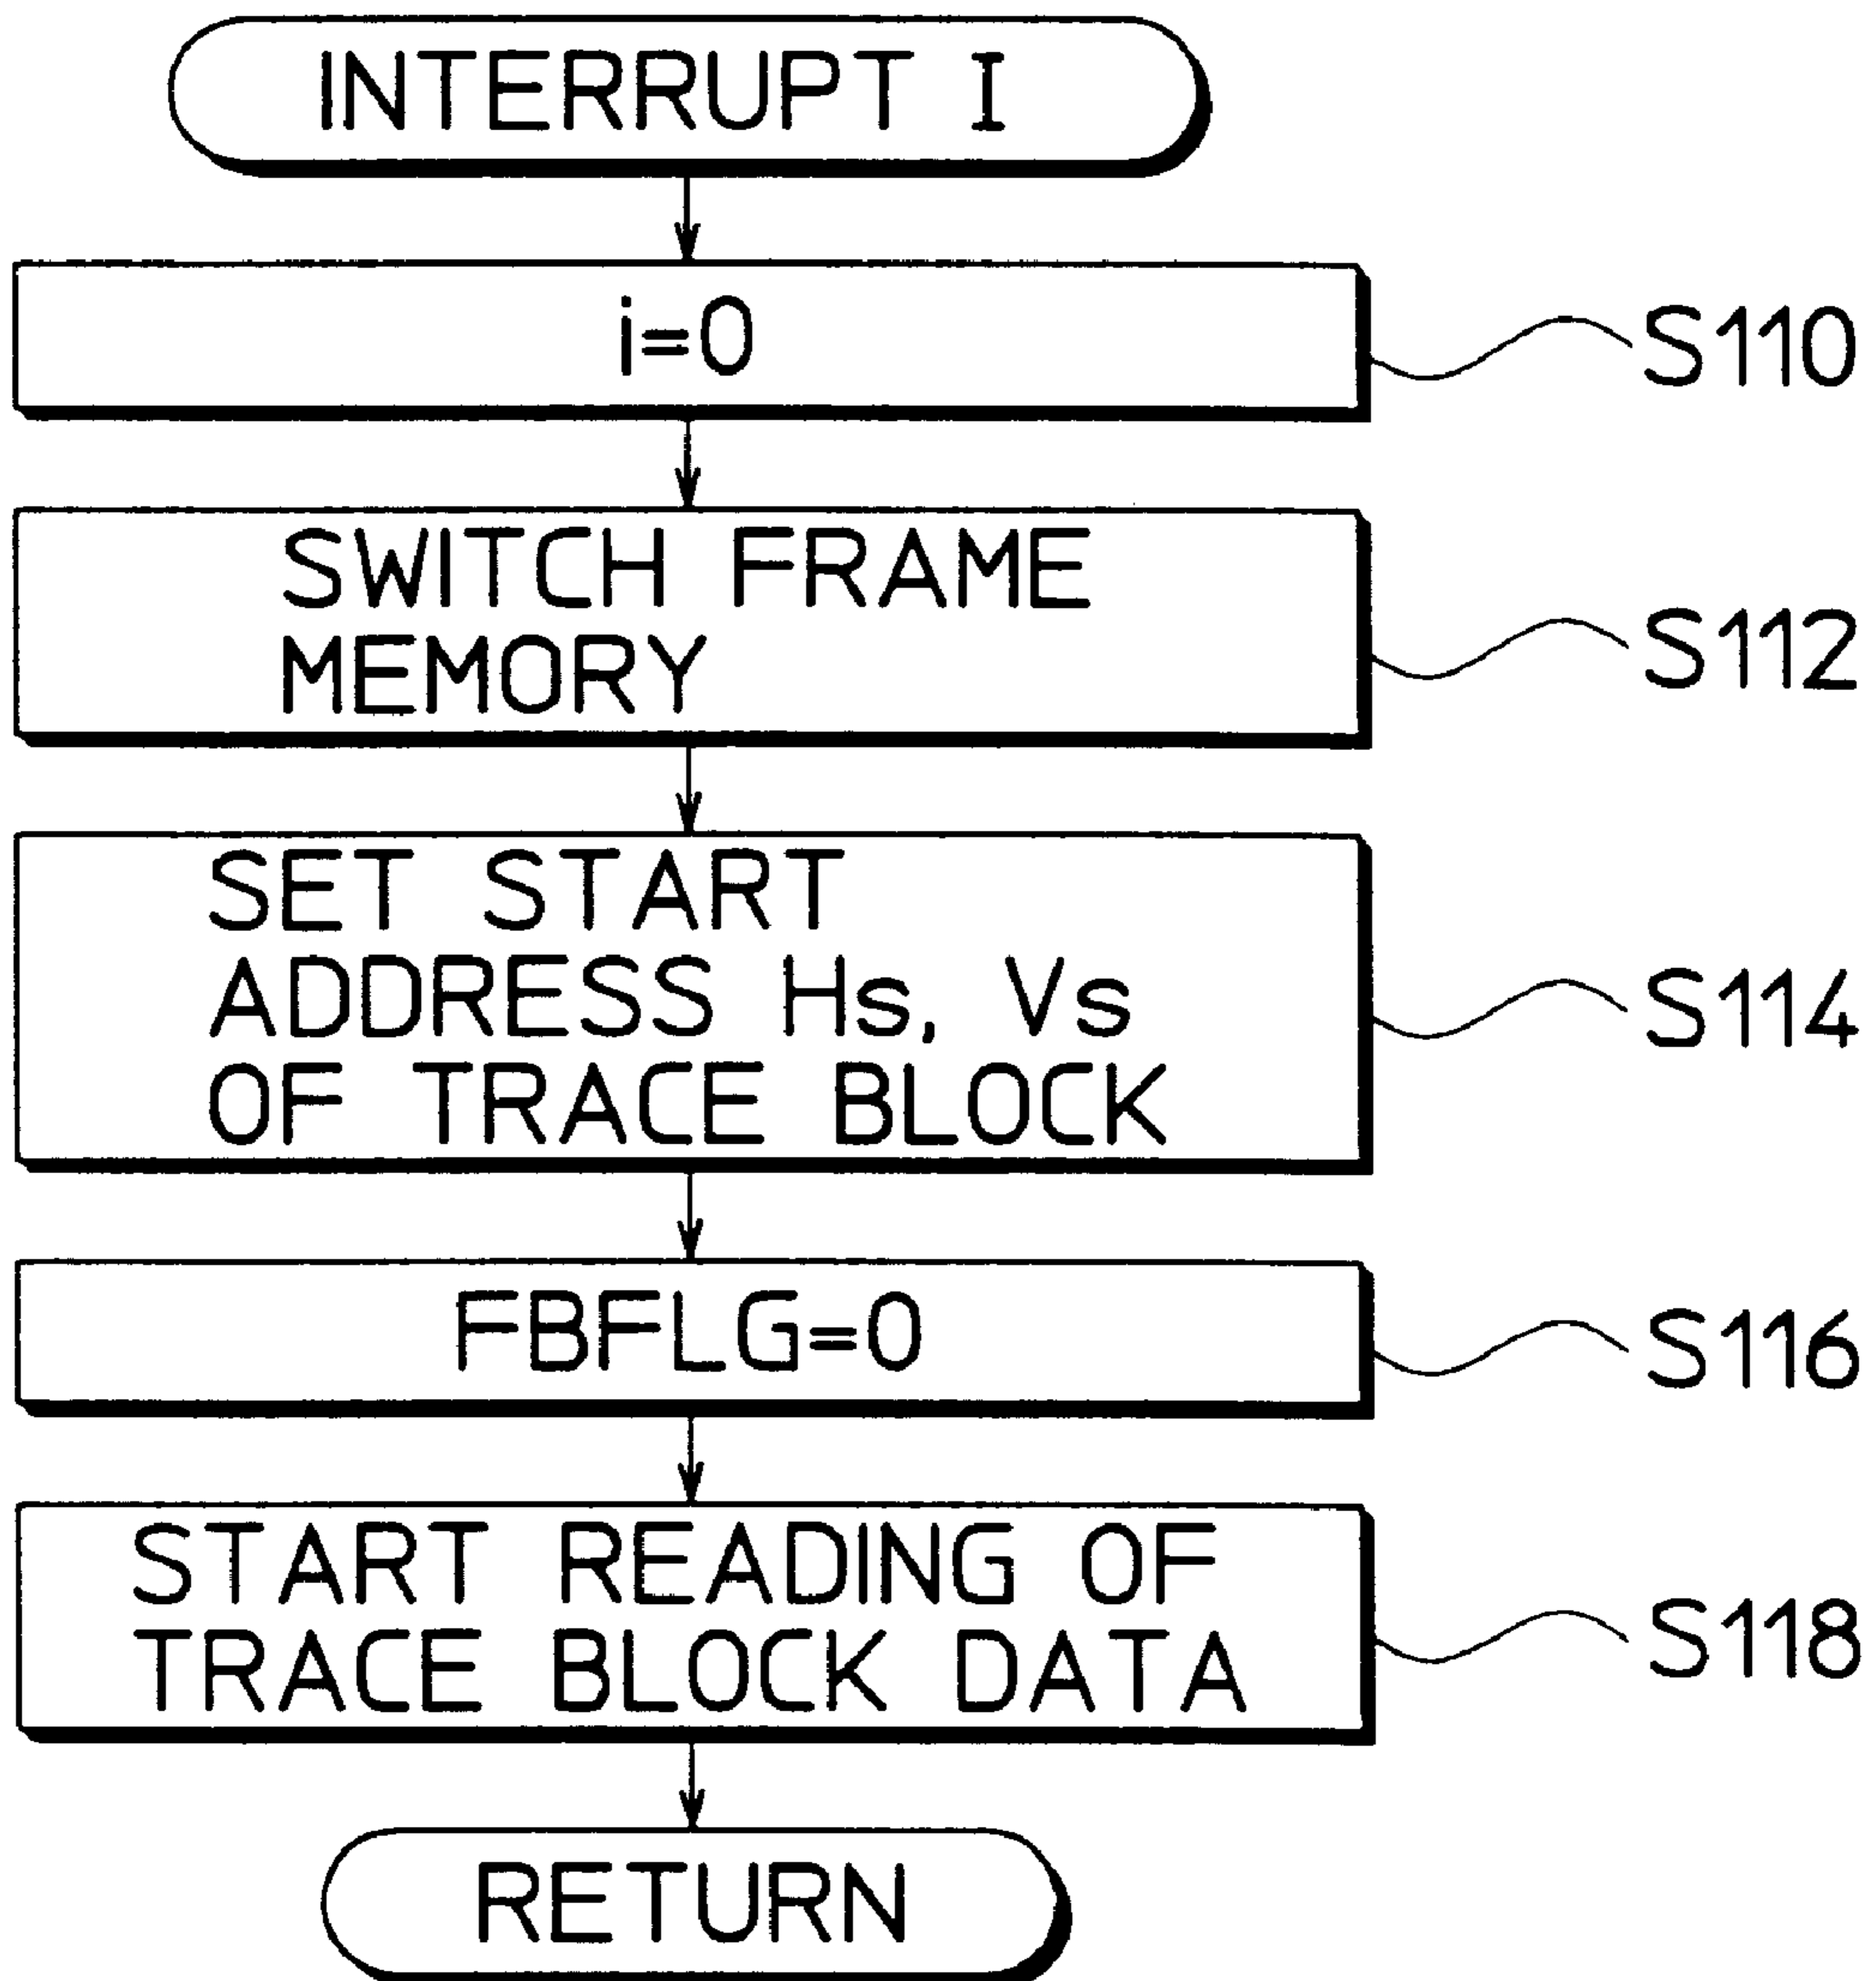 INTERRUPT I
i=0
S110
SWITCH FRAME
MEMORY
S112
SET START
ADDRESS Hs, Vs
OF TRACE BLOCK
S114
FBFLG=0
S116
START READING OF
TRACE BLOCK DATA
S118
RETURN